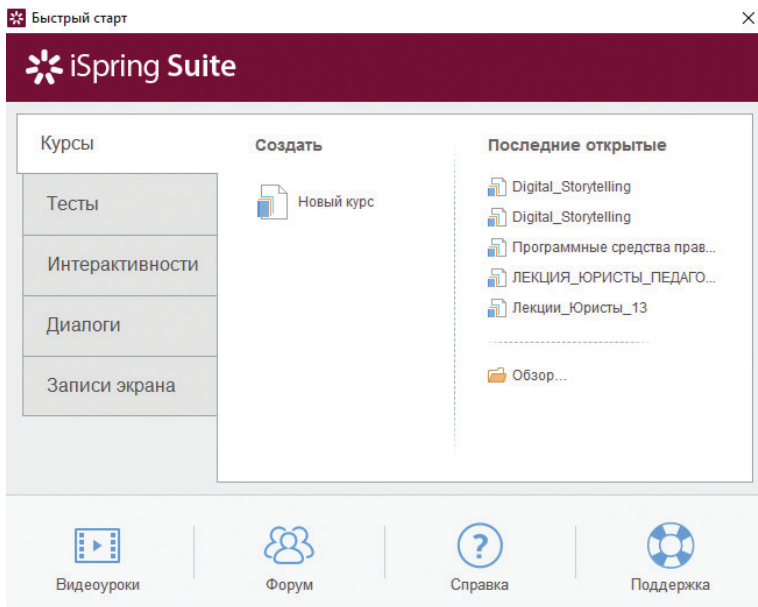 Быстрый старт
iSpring Suite
Курсы
Тесты
Интерактивности
Диалоги
Записи экрана
Создать
Новый курс
Последние открытые
Digital_Storytelling
Digital_Storytelling
Программные средства прав...
ЛЕКЦИЯ_ЮРИСТЫ_ПЕДАГО...
Лекции_Юристы_13
Обзор...
Видеоуроки
Форум
Справка
Поддержка